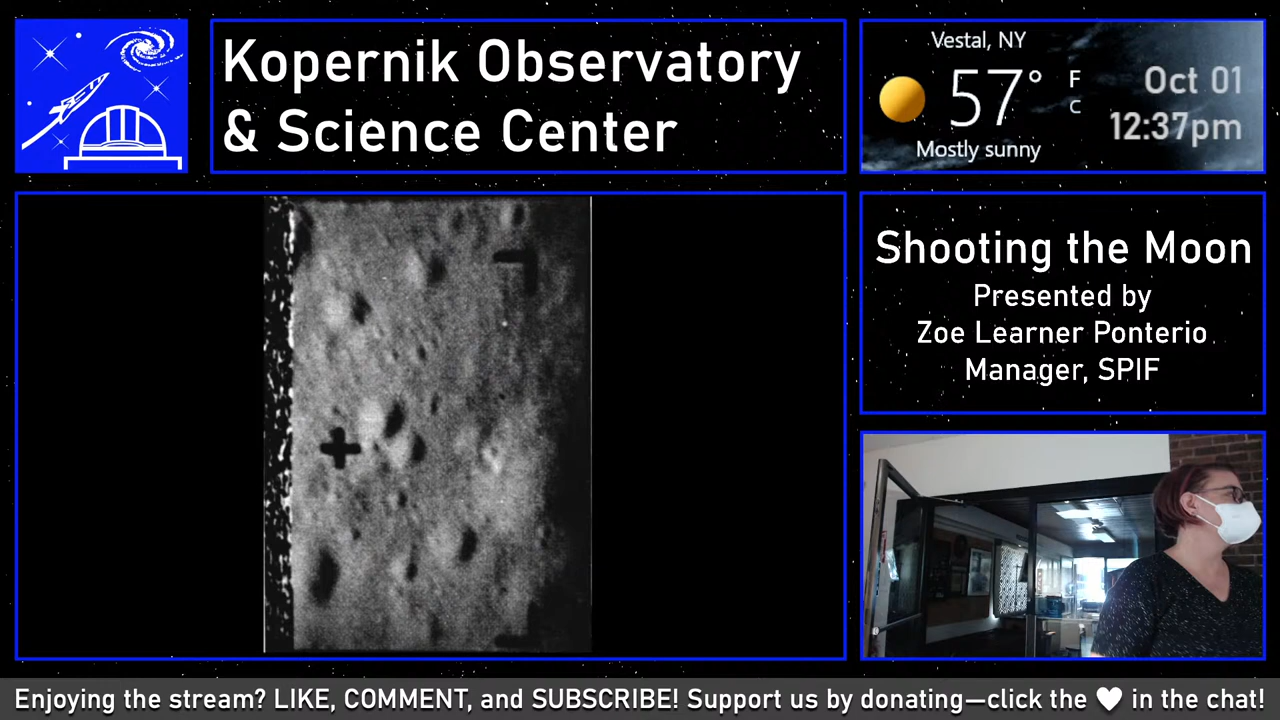 Kopernik Observatory
& Science Center
Vestal, NY
57° F
C
Mostly sunny
Oct 01
12:37pm
Shooting the Moon
Presented by
Zoe Learner Ponterio
Manager, SPIF
Enjoying the stream? LIKE, COMMENT, and SUBSCRIBE! Support us by donating—click the ♥ in the chat!